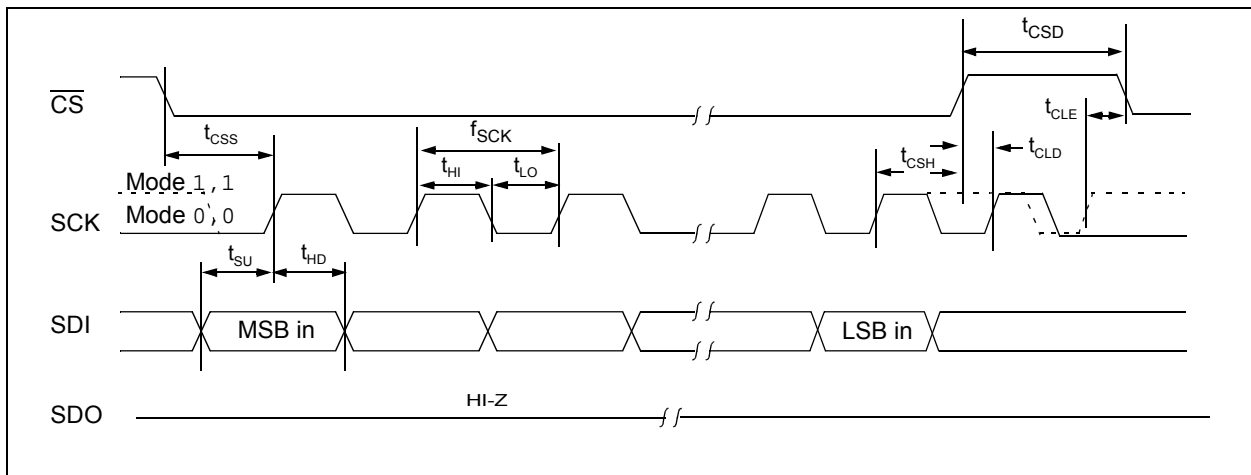 tCSD
CS
tCLE
tCSS
fSCK
tCSH
tCLD
tHI
tLO
Mode 1,1
Mode 0,0
SCK
tSU
tHD
SDI
MSB in
LSB in
HI-Z
SDO